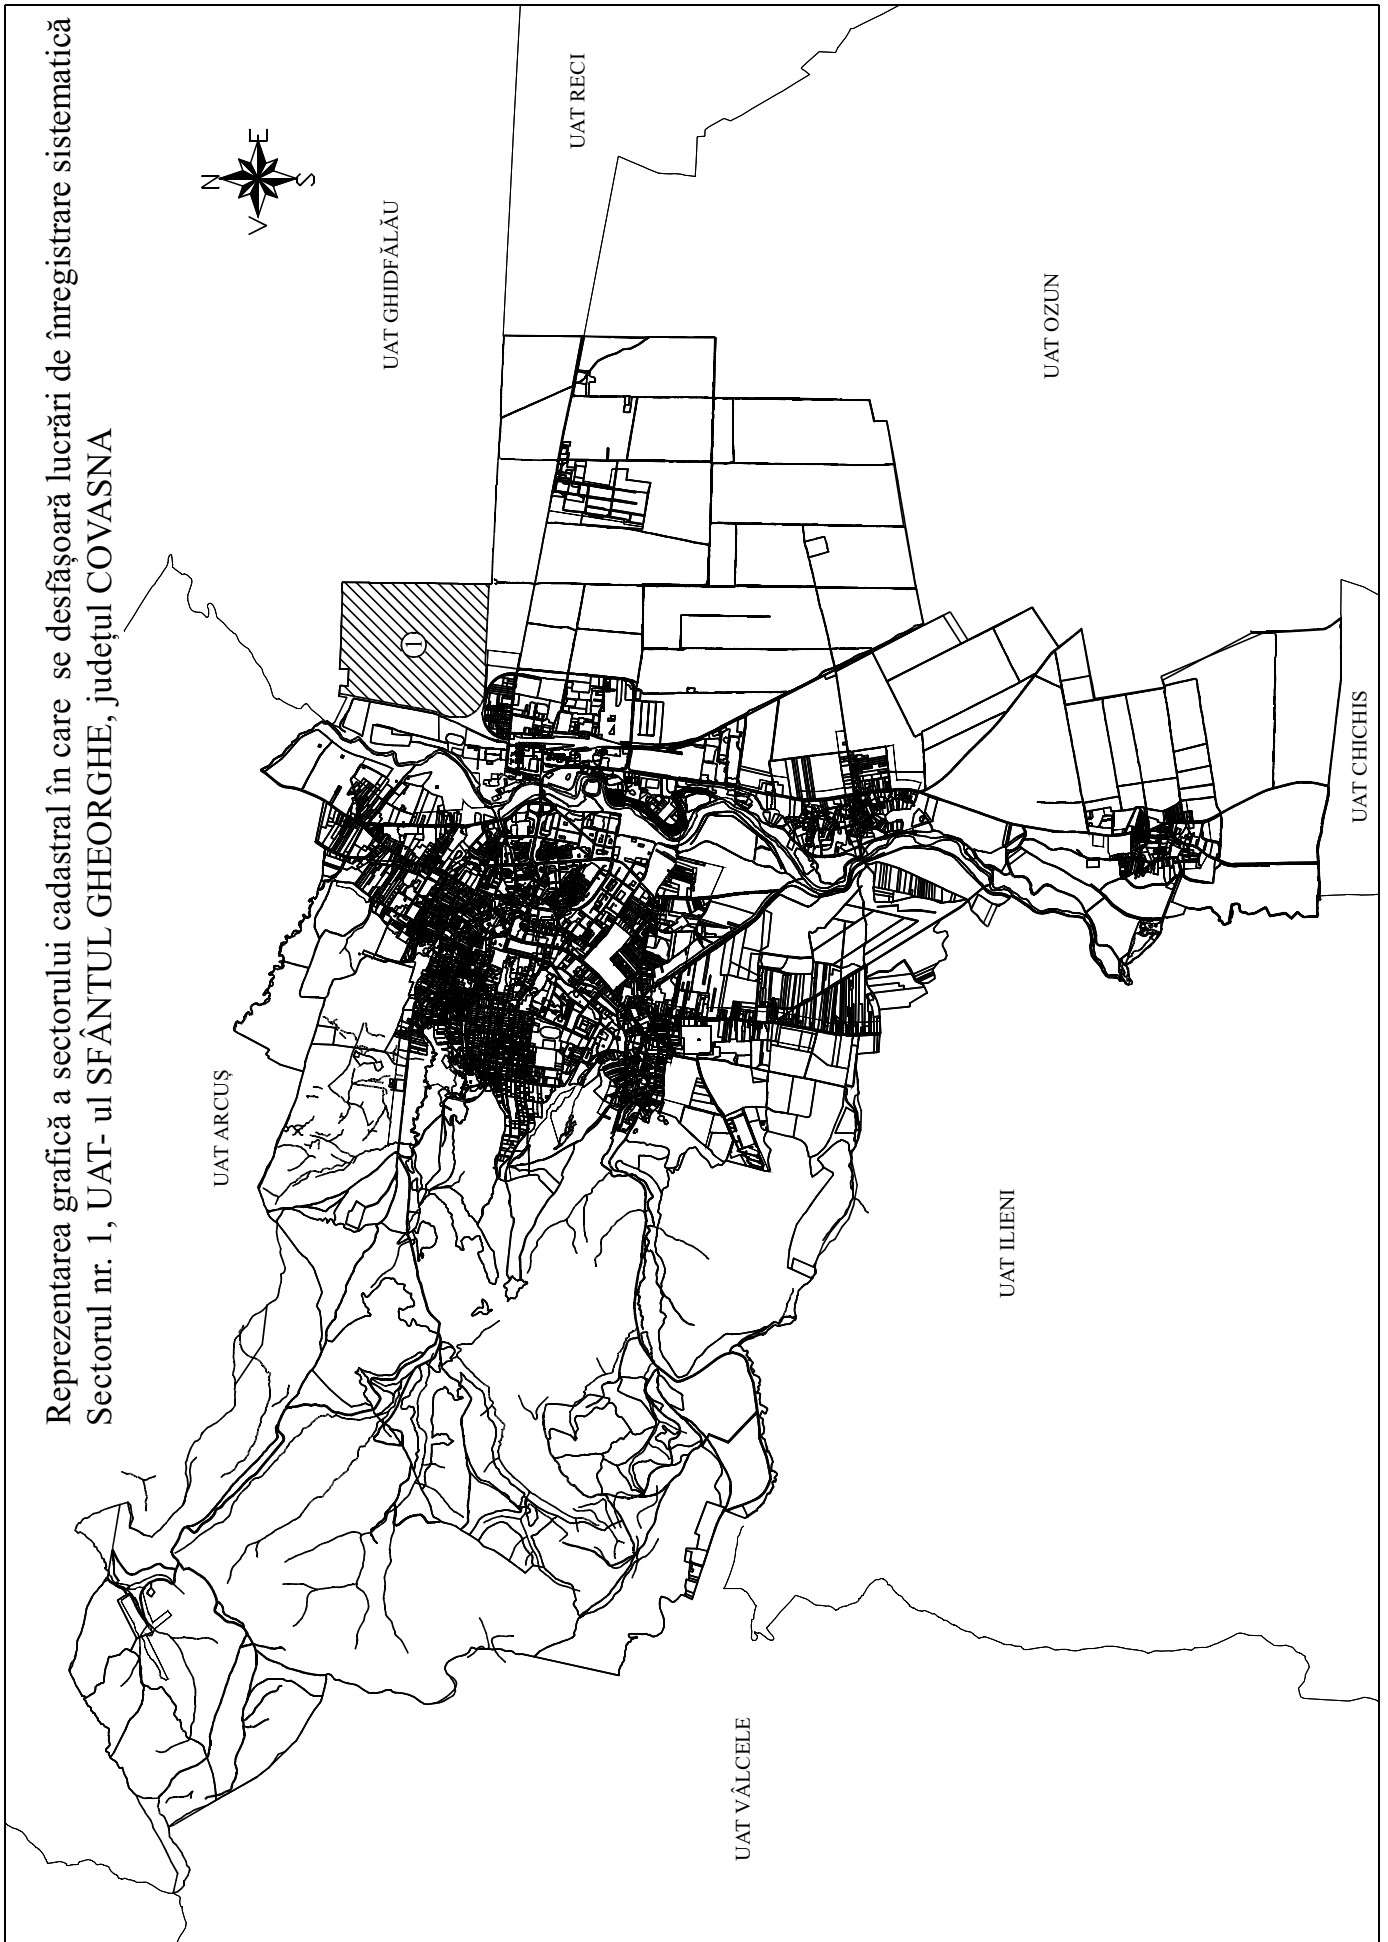 Reprezentarea grafică a sectorului cadastral în care se desfășoară lucrări de înregistrare sistematică
Sectorul nr. 1, UAT- ul SFÂNTUL GHEORGHE, județul COVASNA
N
V
E
S
UAT ARCUȘ
UAT GHIDFĂLĂU
1
UAT RECI
UAT VÂLCELE
UAT ILIENI
UAT OZUN
UAT CHICHIS